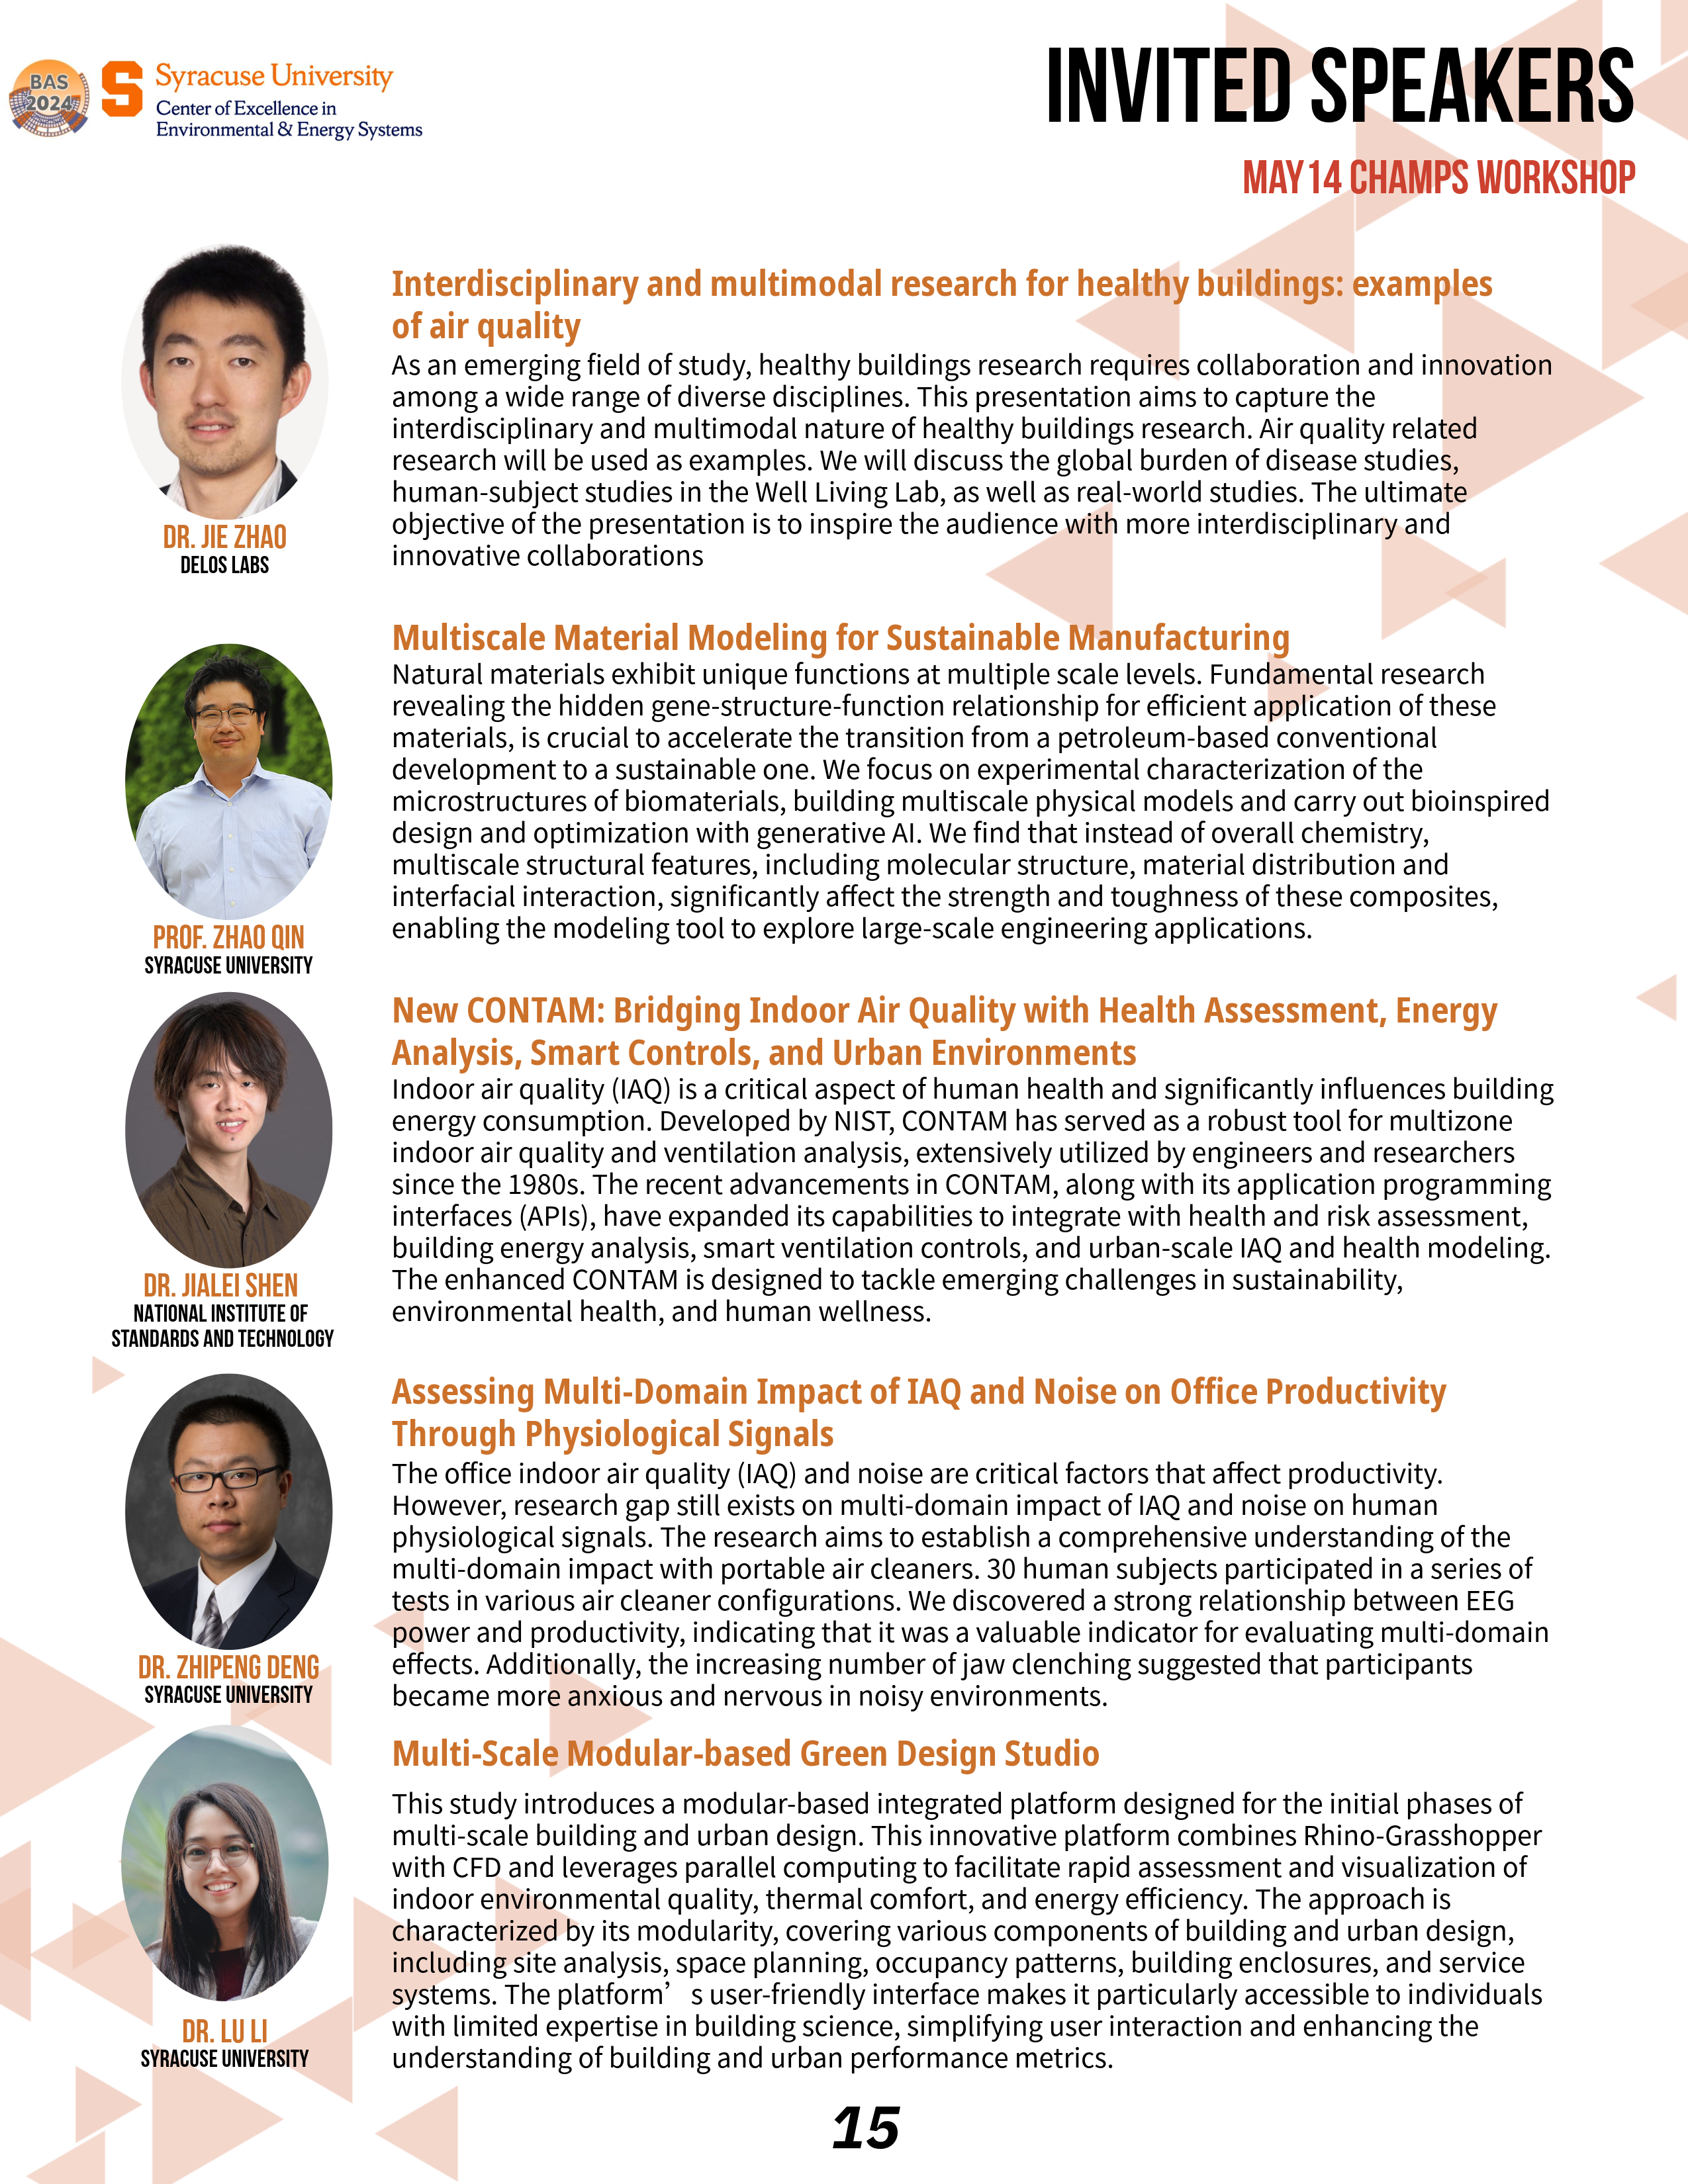 BAS
2024
S
Syracuse University
Center of Excellence in
Environmental & Energy Systems
INVITED SPEAKERS
MAY14 CHAMPS WORKSHOP
DR. JIE ZHAO
DELOS LABS
Interdisciplinary and multimodal research for healthy buildings: examples
of air quality
As an emerging field of study, healthy buildings research requires collaboration and innovation
among a wide range of diverse disciplines. This presentation aims to capture the
interdisciplinary and multimodal nature of healthy buildings research. Air quality related
research will be used as examples. We will discuss the global burden of disease studies,
human-subject studies in the Well Living Lab, as well as real-world studies. The ultimate
objective of the presentation is to inspire the audience with more interdisciplinary and
innovative collaborations
PROF. ZHAO QIN
SYRACUSE UNIVERSITY
Multiscale Material Modeling for Sustainable Manufacturing
Natural materials exhibit unique functions at multiple scale levels. Fundamental research
revealing the hidden gene-structure-function relationship for efficient application of these
materials, is crucial to accelerate the transition from a petroleum-based conventional
development to a sustainable one. We focus on experimental characterization of the
microstructures of biomaterials, building multiscale physical models and carry out bioinspired
design and optimization with generative AI. We find that instead of overall chemistry,
multiscale structural features, including molecular structure, material distribution and
interfacial interaction, significantly affect the strength and toughness of these composites,
enabling the modeling tool to explore large-scale engineering applications.
DR. JIALEI SHEN
NATIONAL INSTITUTE OF
STANDARDS AND TECHNOLOGY
New CONTAM: Bridging Indoor Air Quality with Health Assessment, Energy
Analysis, Smart Controls, and Urban Environments
Indoor air quality (IAQ) is a critical aspect of human health and significantly influences building
energy consumption. Developed by NIST, CONTAM has served as a robust tool for multizone
indoor air quality and ventilation analysis, extensively utilized by engineers and researchers
since the 1980s. The recent advancements in CONTAM, along with its application programming
interfaces (APIs), have expanded its capabilities to integrate with health and risk assessment,
building energy analysis, smart ventilation controls, and urban-scale IAQ and health modeling.
The enhanced CONTAM is designed to tackle emerging challenges in sustainability,
environmental health, and human wellness.
DR. ZHIPENG DENG
SYRACUSE UNIVERSITY
Assessing Multi-Domain Impact of IAQ and Noise on Office Productivity
Through Physiological Signals
The office indoor air quality (IAQ) and noise are critical factors that affect productivity.
However, research gap still exists on multi-domain impact of IAQ and noise on human
physiological signals. The research aims to establish a comprehensive understanding of the
multi-domain impact with portable air cleaners. 30 human subjects participated in a series of
tests in various air cleaner configurations. We discovered a strong relationship between EEG
power and productivity, indicating that it was a valuable indicator for evaluating multi-domain
effects. Additionally, the increasing number of jaw clenching suggested that participants
became more anxious and nervous in noisy environments.
DR. LU LI
SYRACUSE UNIVERSITY
Multi-Scale Modular-based Green Design Studio
This study introduces a modular-based integrated platform designed for the initial phases of
multi-scale building and urban design. This innovative platform combines Rhino-Grasshopper
with CFD and leverages parallel computing to facilitate rapid assessment and visualization of
indoor environmental quality, thermal comfort, and energy efficiency. The approach is
characterized by its modularity, covering various components of building and urban design,
including site analysis, space planning, occupancy patterns, building enclosures, and service
systems. The platform’ s user-friendly interface makes it particularly accessible to individuals
with limited expertise in building science, simplifying user interaction and enhancing the
understanding of building and urban performance metrics.
15